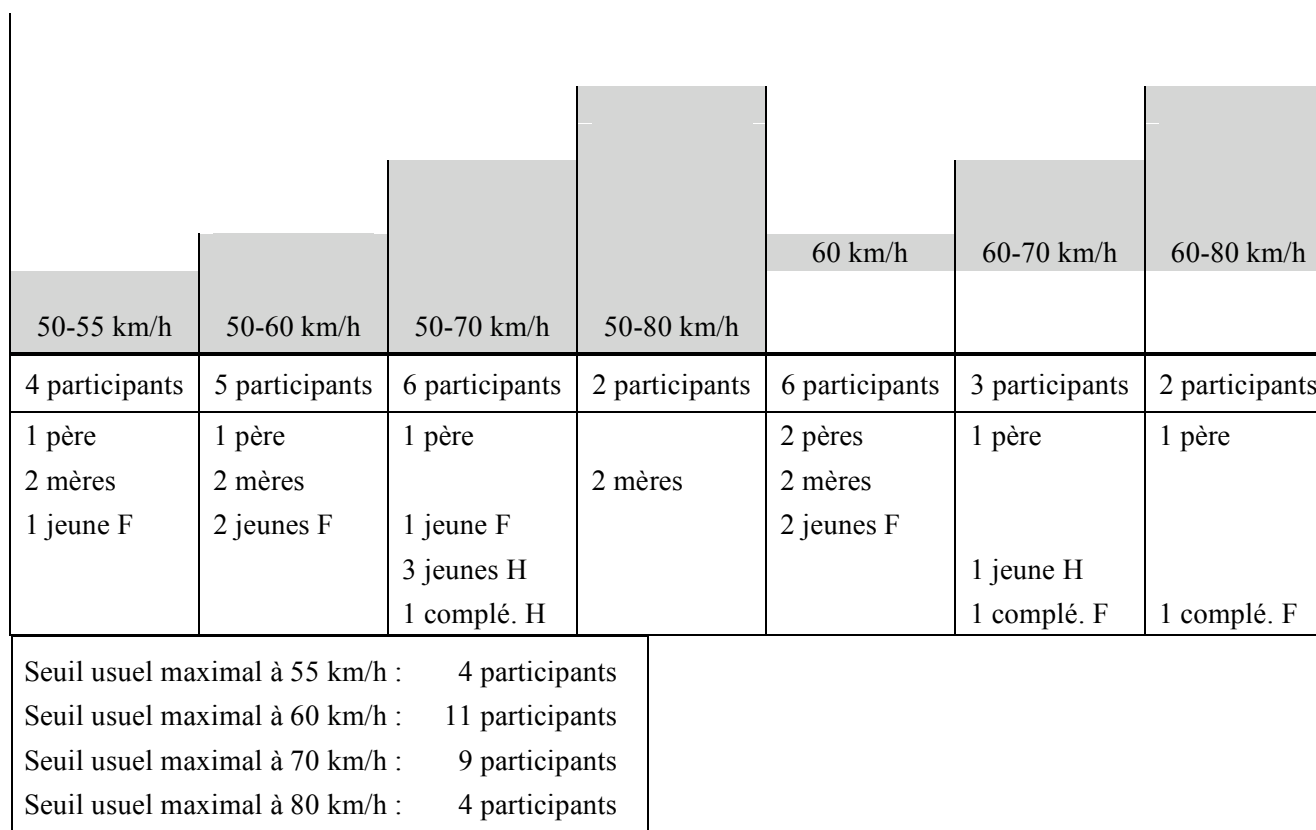 60 km/h 60-70 km/h 60-80 km/h
50-55 km/h 50-60 km/h 50-70 km/h 50-80 km/h
4 participants 5 participants 6 participants 2 participants 6 participants 3 participants 2 participants
1 père 1 père 1 père 2 pères 1 père 1 père
2 mères 2 mères 2 mères 2 mères
1 jeune F 2 jeunes F 1 jeune F 2 jeunes F
3 jeunes H 1 jeune H
1 complé. H 1 complé. F 1 complé. F
Seuil usuel maximal à 55 km/h : 4 participants
Seuil usuel maximal à 60 km/h : 11 participants
Seuil usuel maximal à 70 km/h : 9 participants
Seuil usuel maximal à 80 km/h : 4 participants